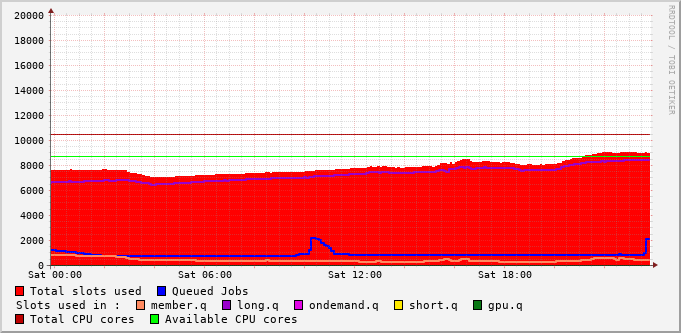 20000
18000
16000
14000
12000
10000
8000
6000
4000
2000
0
Sat 00:00 Sat 06:00 Sat 12:00 Sat 18:00
Total slots used Queued Jobs
Slots used in : member.q long.q ondemand.q short.q gpu.q
Total CPU cores Available CPU cores
RRDTOOL / TOBI OETIKER